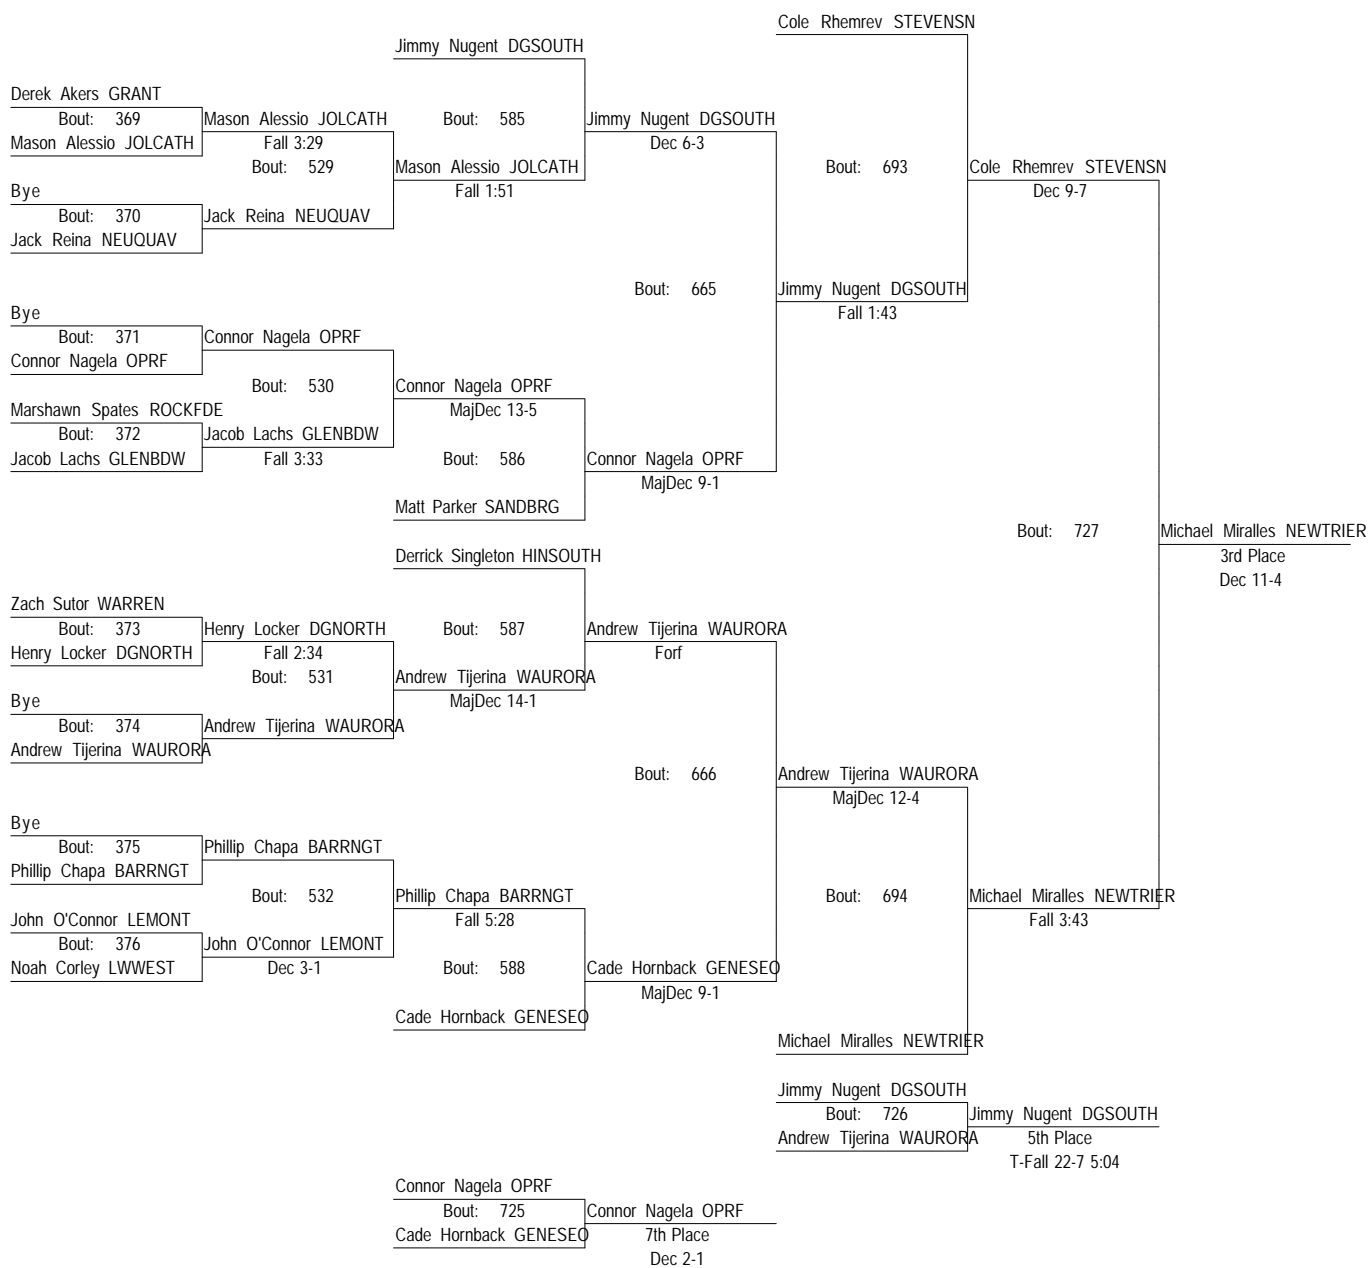 Cole Rhemrev STEVENSN
Jimmy Nugent DGSOUTH
Derek Akers GRANT
Bout: 369
Mason Alessio JOLCATH
Mason Alessio JOLCATH
Fall 3:29
Bout: 585
Jimmy Nugent DGSOUTH
Dec 6-3
Bout: 529
Mason Alessio JOLCATH
Fall 1:51
Bout: 693
Cole Rhemrev STEVENSN
Dec 9-7
Bye
Bout: 370
Jack Reina NEUQUAV
Jack Reina NEUQUAV
Bout: 665
Jimmy Nugent DGSOUTH
Fall 1:43
Bye
Bout: 371
Connor Nagela OPRF
Connor Nagela OPRF
Bout: 530
Connor Nagela OPRF
MajDec 13-5
Marshawn Spates ROCKFDE
Bout: 372
Jacob Lachs GLENBDW
Jacob Lachs GLENBDW
Fall 3:33
Bout: 586
Connor Nagela OPRF
MajDec 9-1
Matt Parker SANDBRG
Bout: 727
Michael Miralles NEWTRIER
3rd Place
Dec 11-4
Derrick Singleton HINSOUTH
Zach Sutor WARREN
Bout: 373
Henry Locker DGNORTH
Henry Locker DGNORTH
Fall 2:34
Bout: 587
Andrew Tijerina WAURORA
Forf
Bout: 531
Andrew Tijerina WAURORA
MajDec 14-1
Bye
Bout: 374
Andrew Tijerina WAURORA
Andrew Tijerina WAURORA
Bout: 666
Andrew Tijerina WAURORA
MajDec 12-4
Bye
Bout: 375
Phillip Chapa BARRNGT
Phillip Chapa BARRNGT
Bout: 532
Phillip Chapa BARRNGT
Fall 5:28
Bout: 694
Michael Miralles NEWTRIER
Fall 3:43
John O'Connor LEMONT
Bout: 376
Noah Corley LWWEST
John O'Connor LEMONT
Dec 3-1
Bout: 588
Cade Hornback GENESEO
MajDec 9-1
Cade Hornback GENESEO
Michael Miralles NEWTRIER
Jimmy Nugent DGSOUTH
Bout: 726
Andrew Tijerina WAURORA
Jimmy Nugent DGSOUTH
5th Place
T-Fall 22-7 5:04
Connor Nagela OPRF
Bout: 725
Cade Hornback GENESEO
Connor Nagela OPRF
7th Place
Dec 2-1